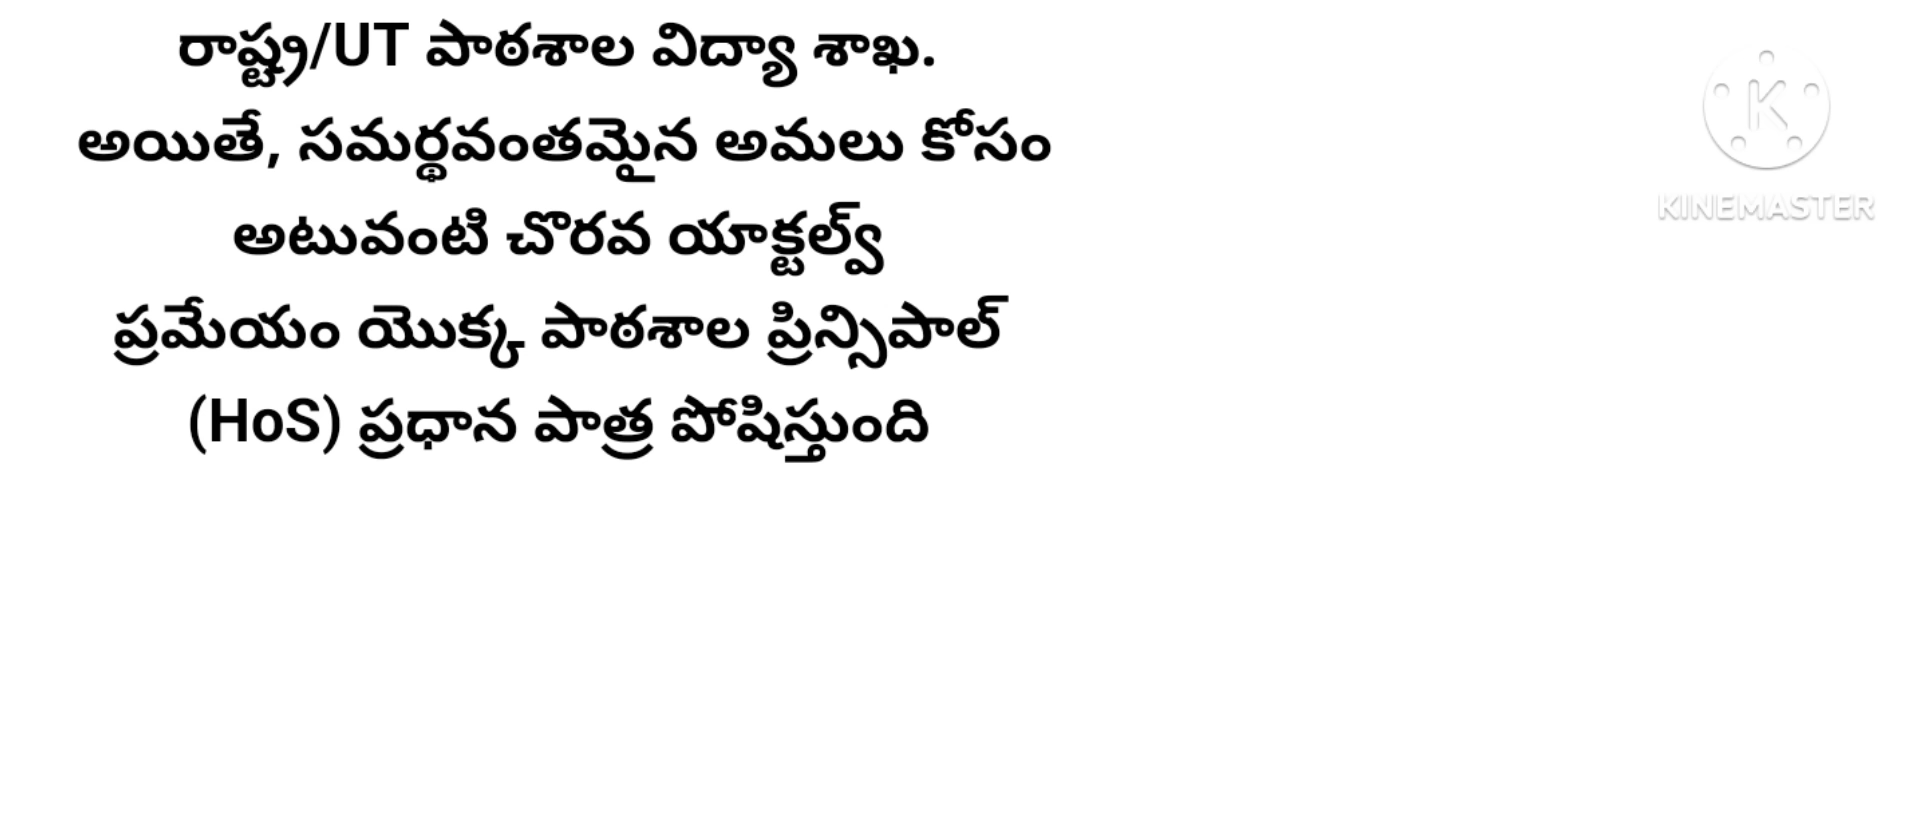 రాష్ట్ర/UT పాఠశాల విద్యా శాఖ.
అయితే, సమర్థవంతమైన అమలు కోసం
అటువంటి చొరవ యాక్టల్వ్
ప్రమేయం యొక్క పాఠశాల ప్రిన్సిపాల్
(HoS) ప్రధాన పాత్ర పోషిస్తుంది
KINEMASTER